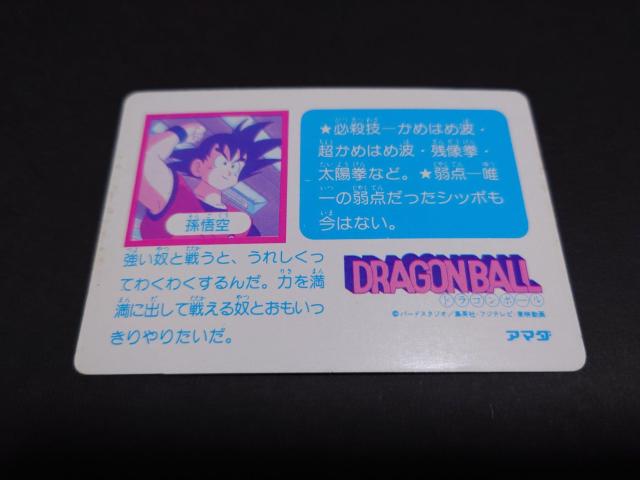 ★必殺技―かめはめ波・
超かめはめ波・残像拳・
太陽拳など。★弱点―唯
一の弱点だったシッポも
今はない。
孫悟空
強い奴と戦うと、うれしくっ
てわくわくするんだ。力を満
満に出して戦える奴とおもいっ
きりやりたいだ。
DRAGONBALL
ドラゴンボール
©バードスタジオ/集英社・フジテレビ・東映動画
アマダ